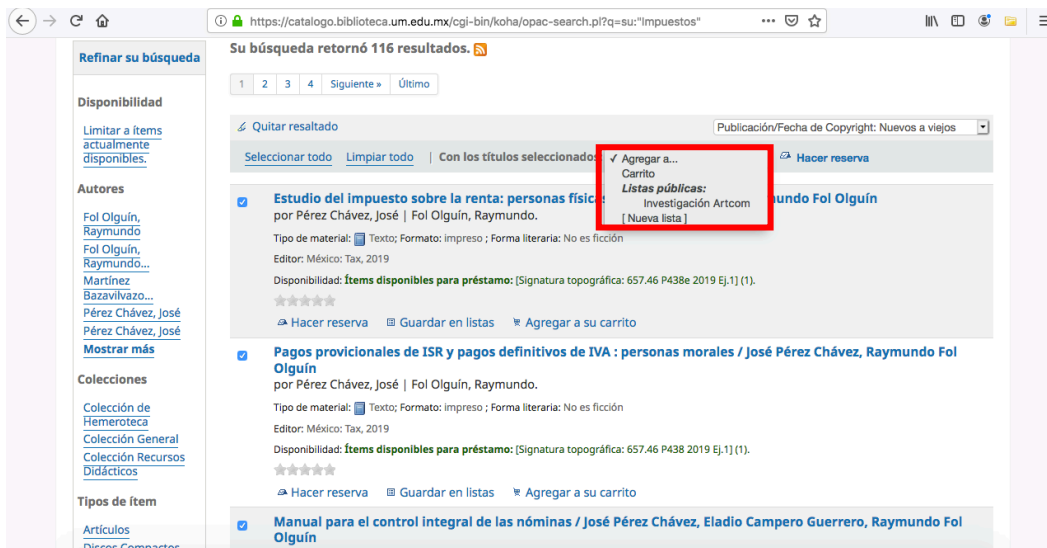 https://catalogo.biblioteca.um.edu.mx/cgi-bin/koha/opac-search.pl?q=su:"Impuestos"
Refinar su búsqueda
Disponibilidad
Limitar a ítems
actualmente
disponibles.
Autores
Fol Olguín,
Raymundo
Fol Olguín,
Raymundo...
Martínez
Bazavilvazo...
Pérez Chávez, José
Pérez Chávez, José
Mostrar más
Colecciones
Colección de
Hemeroteca
Colección General
Colección Recursos
Didácticos
Tipos de ítem
Artículos
Discos Compactos
Su búsqueda retornó 116 resultados.
1 2 3 4 Siguiente » Último
Quitar resaltado
Publicación/Fecha de Copyright: Nuevos a viejos
Seleccionar todo Limpiar todo | Con los títulos seleccionados
✓ Agregar a...
Carrito
Listas públicas:
Investigación Artcom
[ Nueva lista ]
Hacer reserva
Estudio del impuesto sobre la renta: personas físicas undo Fol Olguín
por Pérez Chávez, José | Fol Olguín, Raymundo.
Tipo de material: Texto; Formato: impreso ; Forma literaria: No es ficción
Editor: México: Tax, 2019
Disponibilidad: Ítems disponibles para préstamo: [Signatura topográfica: 657.46 P438e 2019 Ej.1] (1).
Hacer reserva Guardar en listas Agregar a su carrito
Pagos provicionales de ISR y pagos definitivos de IVA : personas morales / José Pérez Chávez, Raymundo Fol
Olguín
por Pérez Chávez, José | Fol Olguín, Raymundo.
Tipo de material: Texto; Formato: impreso ; Forma literaria: No es ficción
Editor: México: Tax, 2019
Disponibilidad: Ítems disponibles para préstamo: [Signatura topográfica: 657.46 P438 2019 Ej.1] (1).
Hacer reserva Guardar en listas Agregar a su carrito
Manual para el control integral de las nóminas / José Pérez Chávez, Eladio Campero Guerrero, Raymundo Fol
Olguín